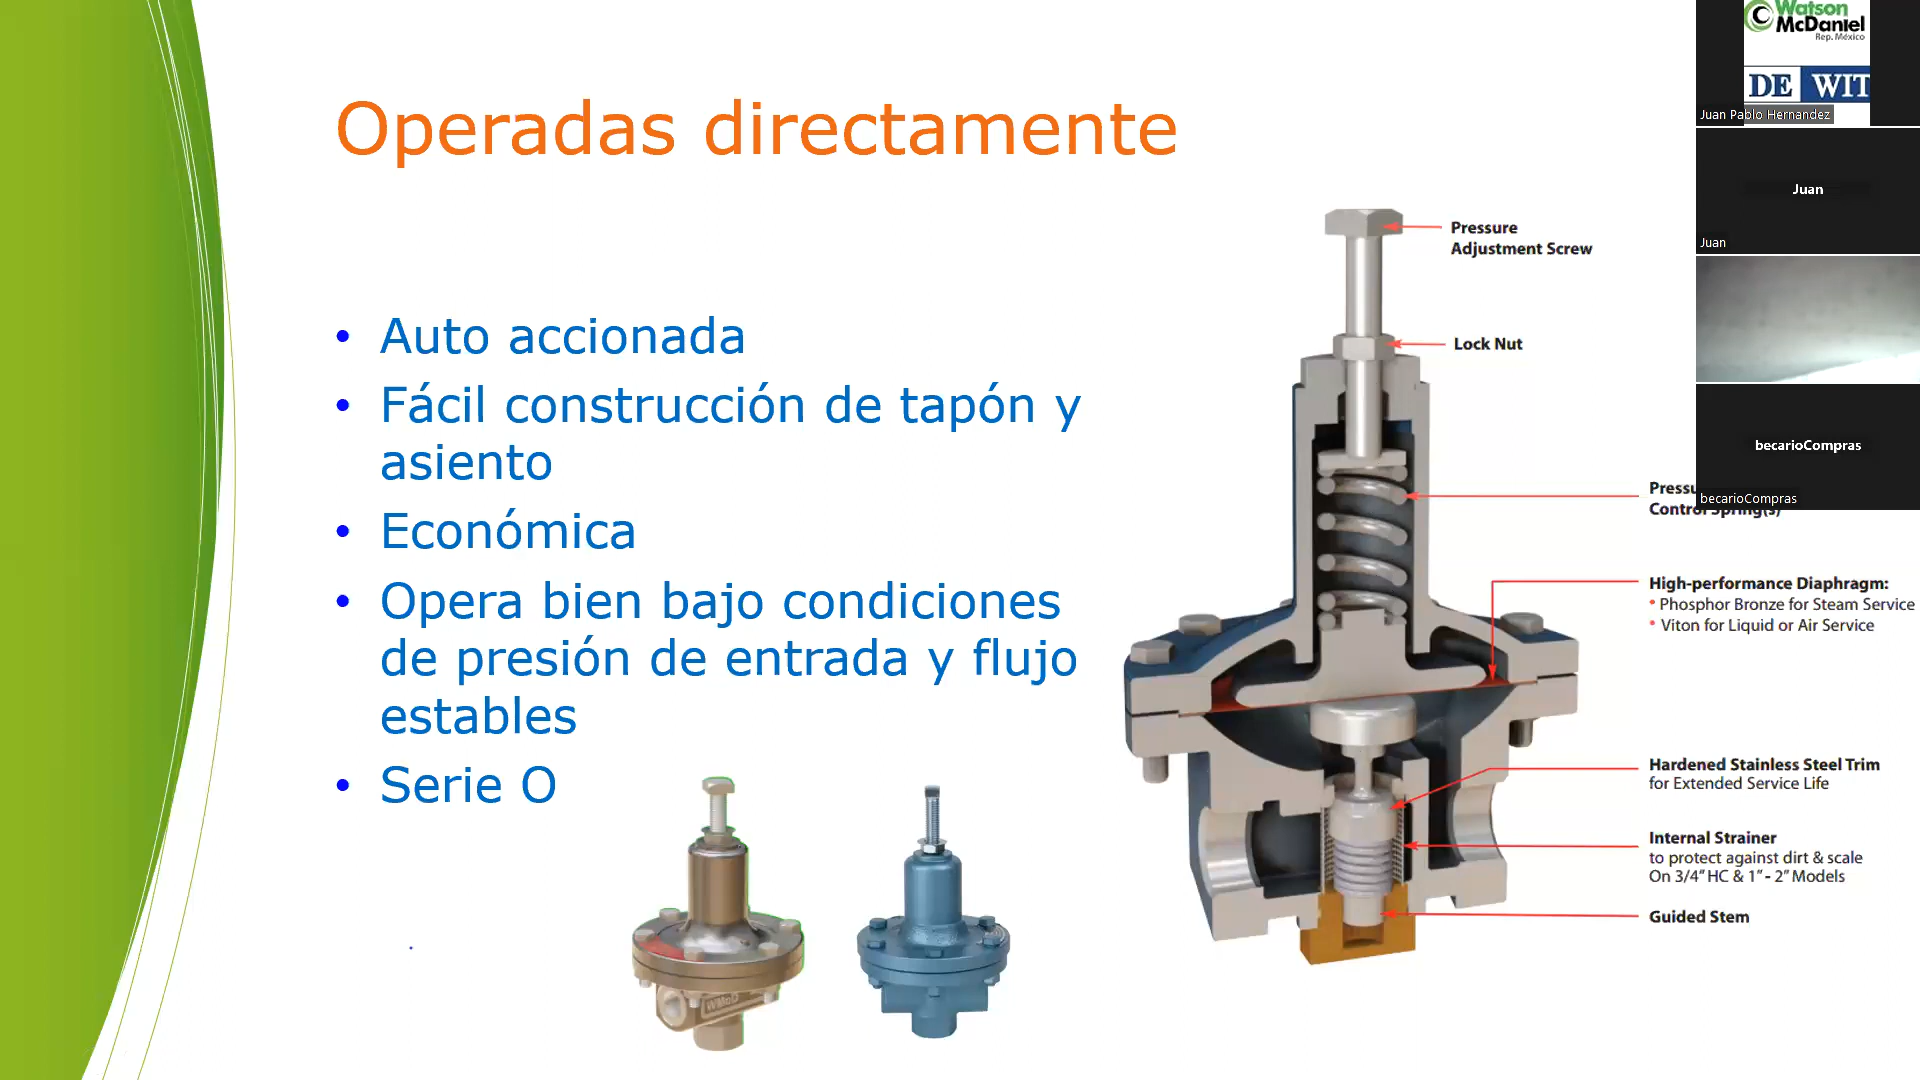 Operadas directamente
• Auto accionada
• Fácil construcción de tapón y
asiento
• Económica
• Opera bien bajo condiciones
de presión de entrada y flujo
estables
• Serie O
Pressure
Adjustment Screw
Lock Nut
Control Spring(s)
High-performance Diaphragm:
• Phosphor Bronze for Steam Service
• Viton for Liquid or Air Service
Hardened Stainless Steel Trim
for Extended Service Life
Internal Strainer
to protect against dirt & scale
On 3/4" HC & 1" - 2" Models
Guided Stem
Watson
McDaniel
Rep. México
DE WIT
Juan Pablo Hernandez
Juan
Juan
becarioCompras
becarioCompras